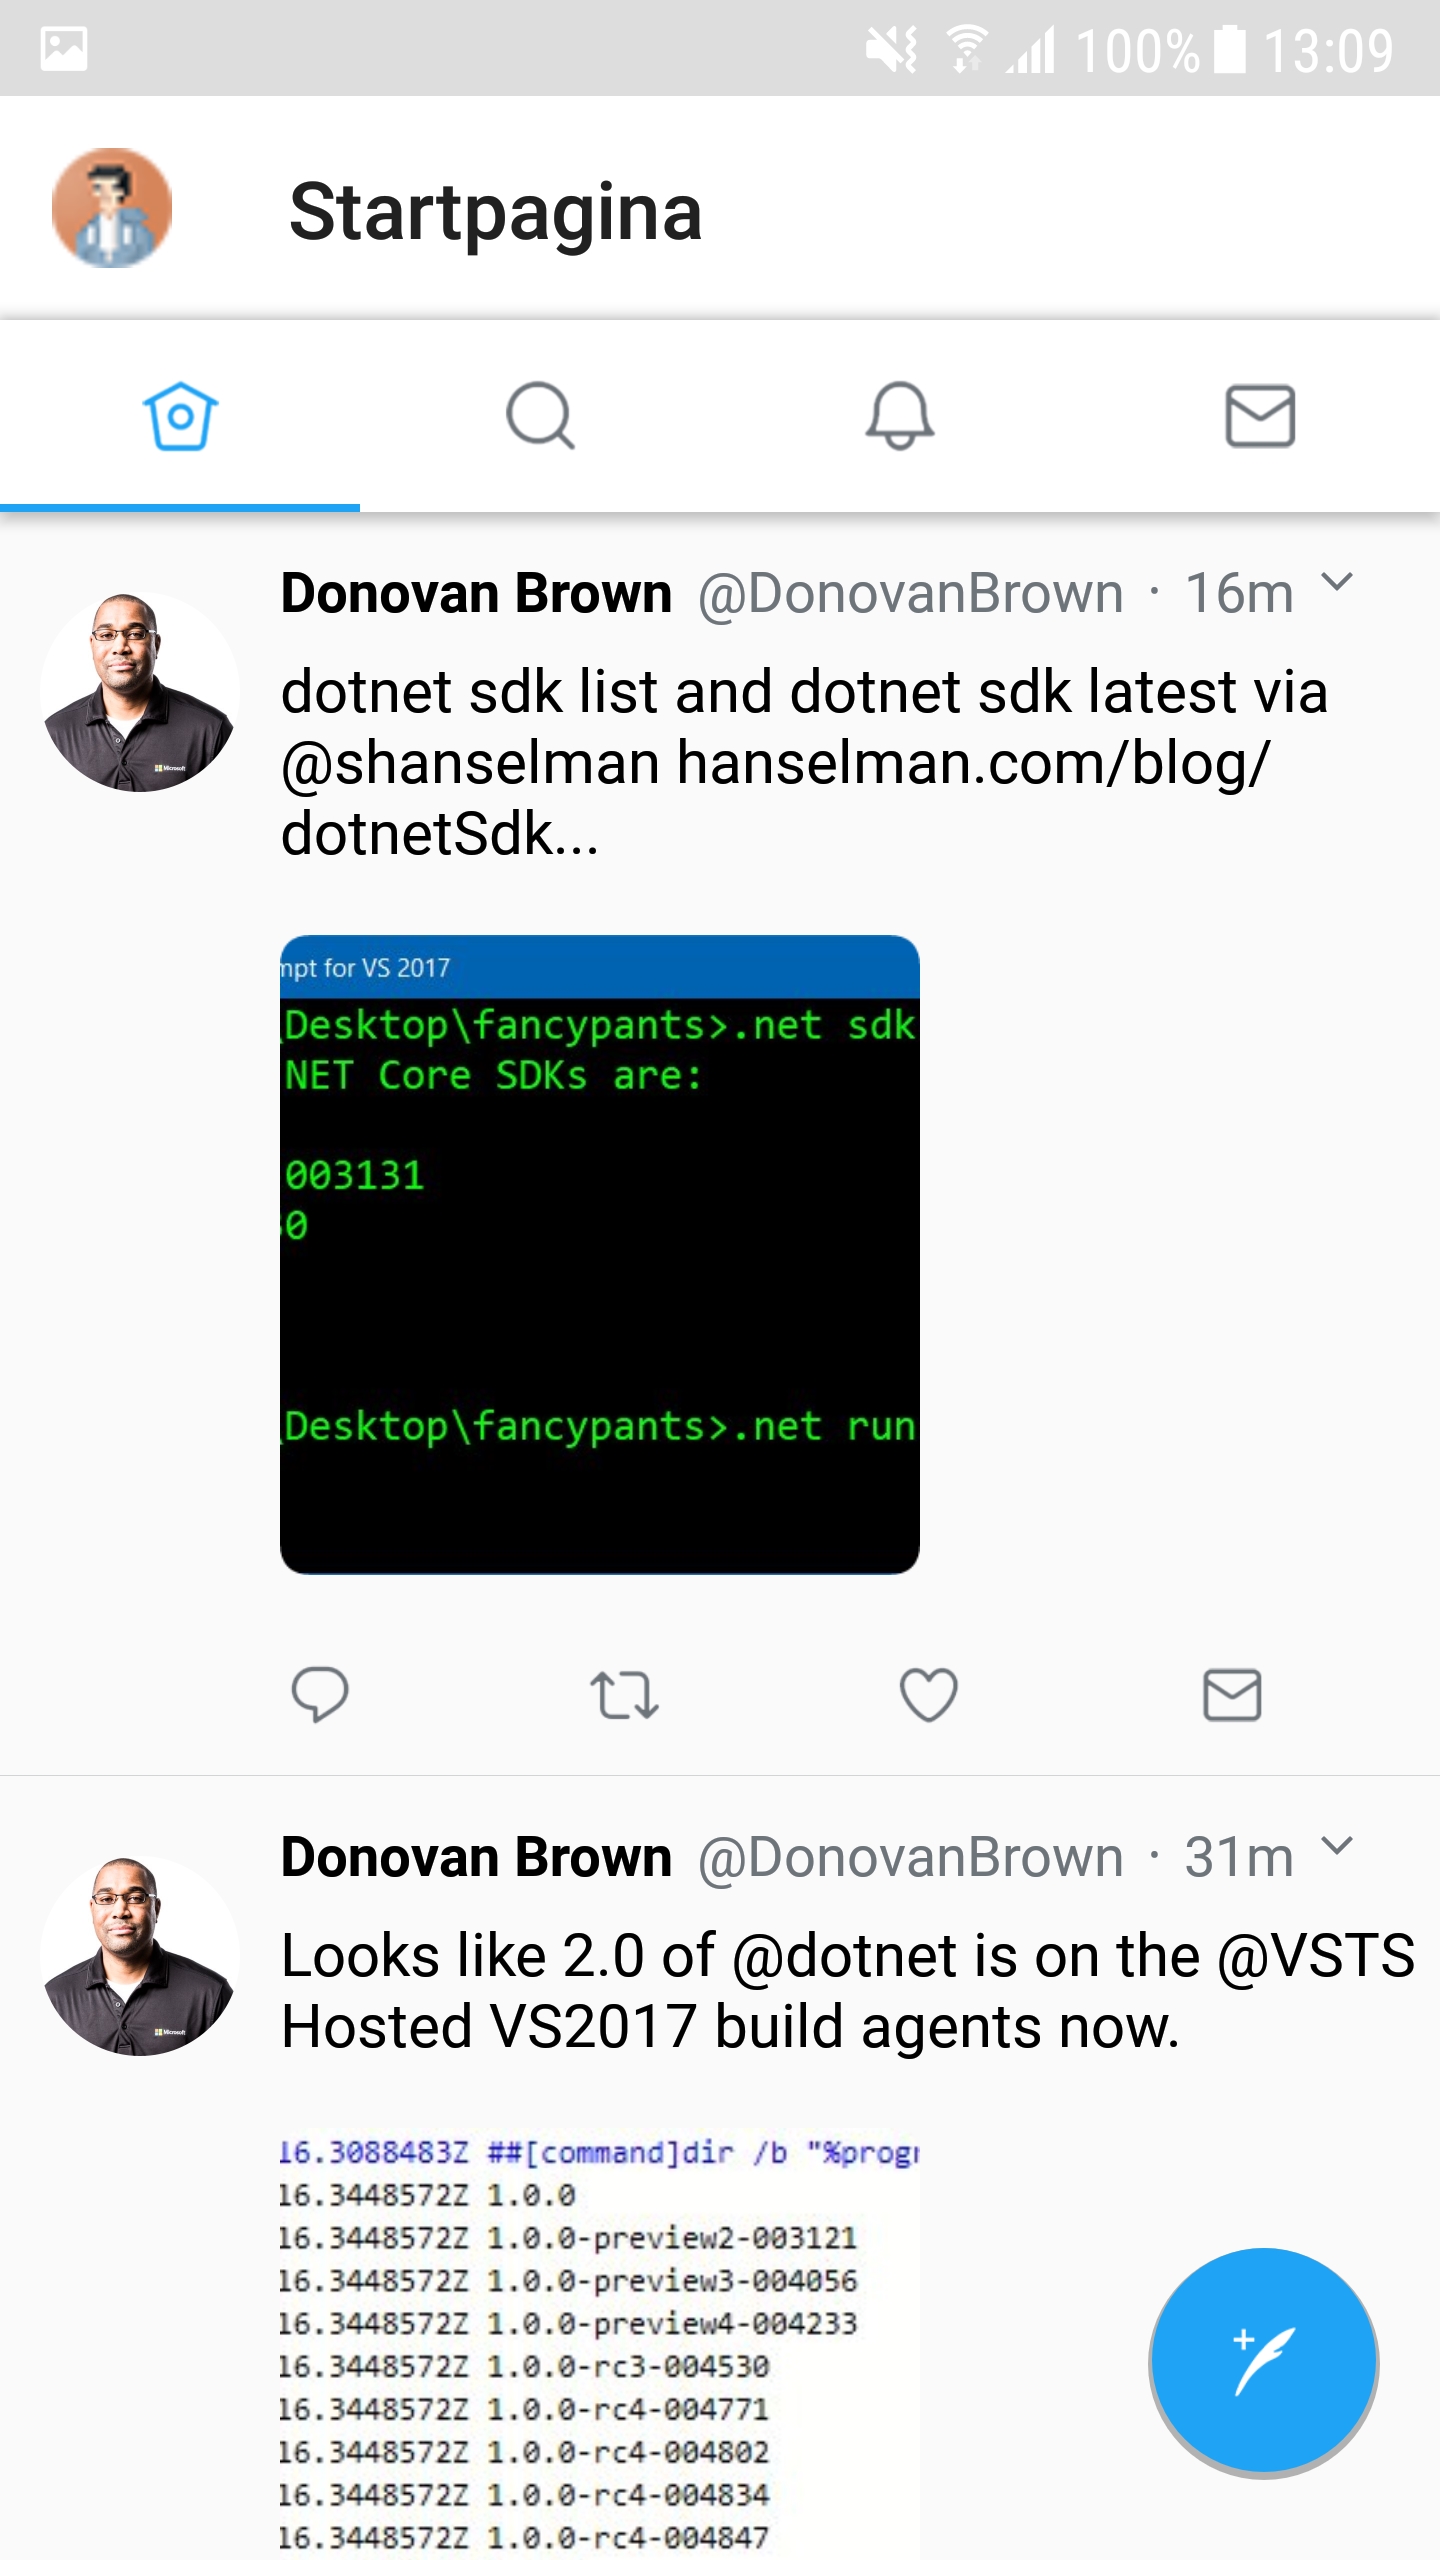 100% 13:09
Startpagina
Donovan Brown @DonovanBrown · 16m
dotnet sdk list and dotnet sdk latest via
@shanselman hanselman.com/blog/
dotnetSdk...
mpt for VS 2017
\Desktop\fancypants>.net sdk
NET Core SDKs are:
003131
0
\Desktop\fancypants>.net run
Donovan Brown @DonovanBrown · 31m
Looks like 2.0 of @dotnet is on the @VSTS
Hosted VS2017 build agents now.
16.3088483Z ##[command]dir /b "%progr
16.3448572Z 1.0.0
16.3448572Z 1.0.0-preview2-003121
16.3448572Z 1.0.0-preview3-004056
16.3448572Z 1.0.0-preview4-004233
16.3448572Z 1.0.0-rc3-004530
16.3448572Z 1.0.0-rc4-004771
16.3448572Z 1.0.0-rc4-004802
16.3448572Z 1.0.0-rc4-004834
16.3448572Z 1.0.0-rc4-004847